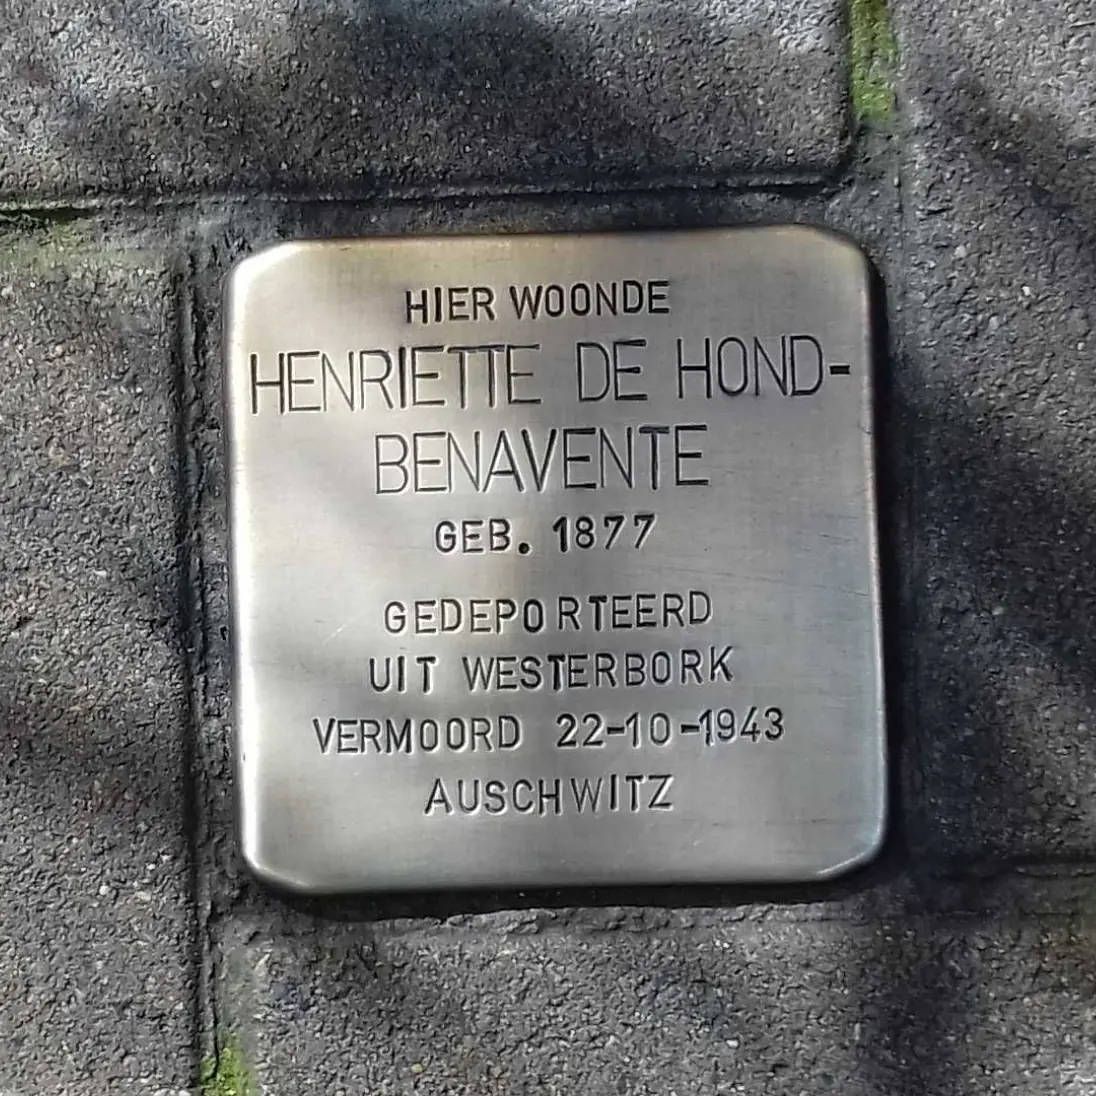 HIER WOONDE
HENRIETTE DE HOND-
BENAVENTE
GEB. 1877
GEDEPORTEERD
UIT WESTERBORK
VERMOORD 22-10-1943
AUSCHWITZ